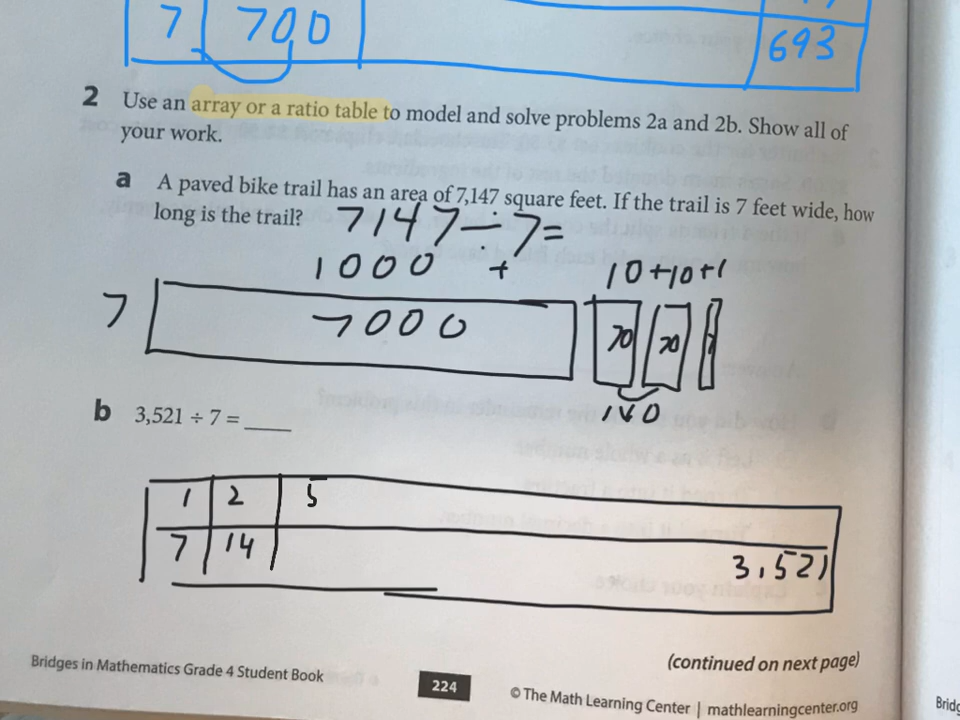 7 700
693
2 Use an array or a ratio table to model and solve problems 2a and 2b. Show all of
your work.
a A paved bike trail has an area of 7,147 square feet. If the trail is 7 feet wide, how
long is the trail? 7147÷7=
1000 + 10+10+1
7 7000 70 70
140
b 3,521 ÷ 7 = ____
1 2 5
7 14 3,521
(continued on next page)
Bridges in Mathematics Grade 4 Student Book
224
© The Math Learning Center | mathlearningcenter.org
Bridg